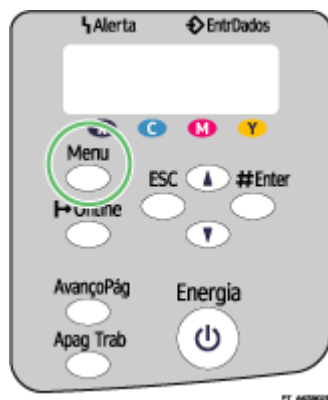 Alerta EntrDados
C M Y
Menu
ESC #Enter
Online
AvançoPág Energia
Apag Trab